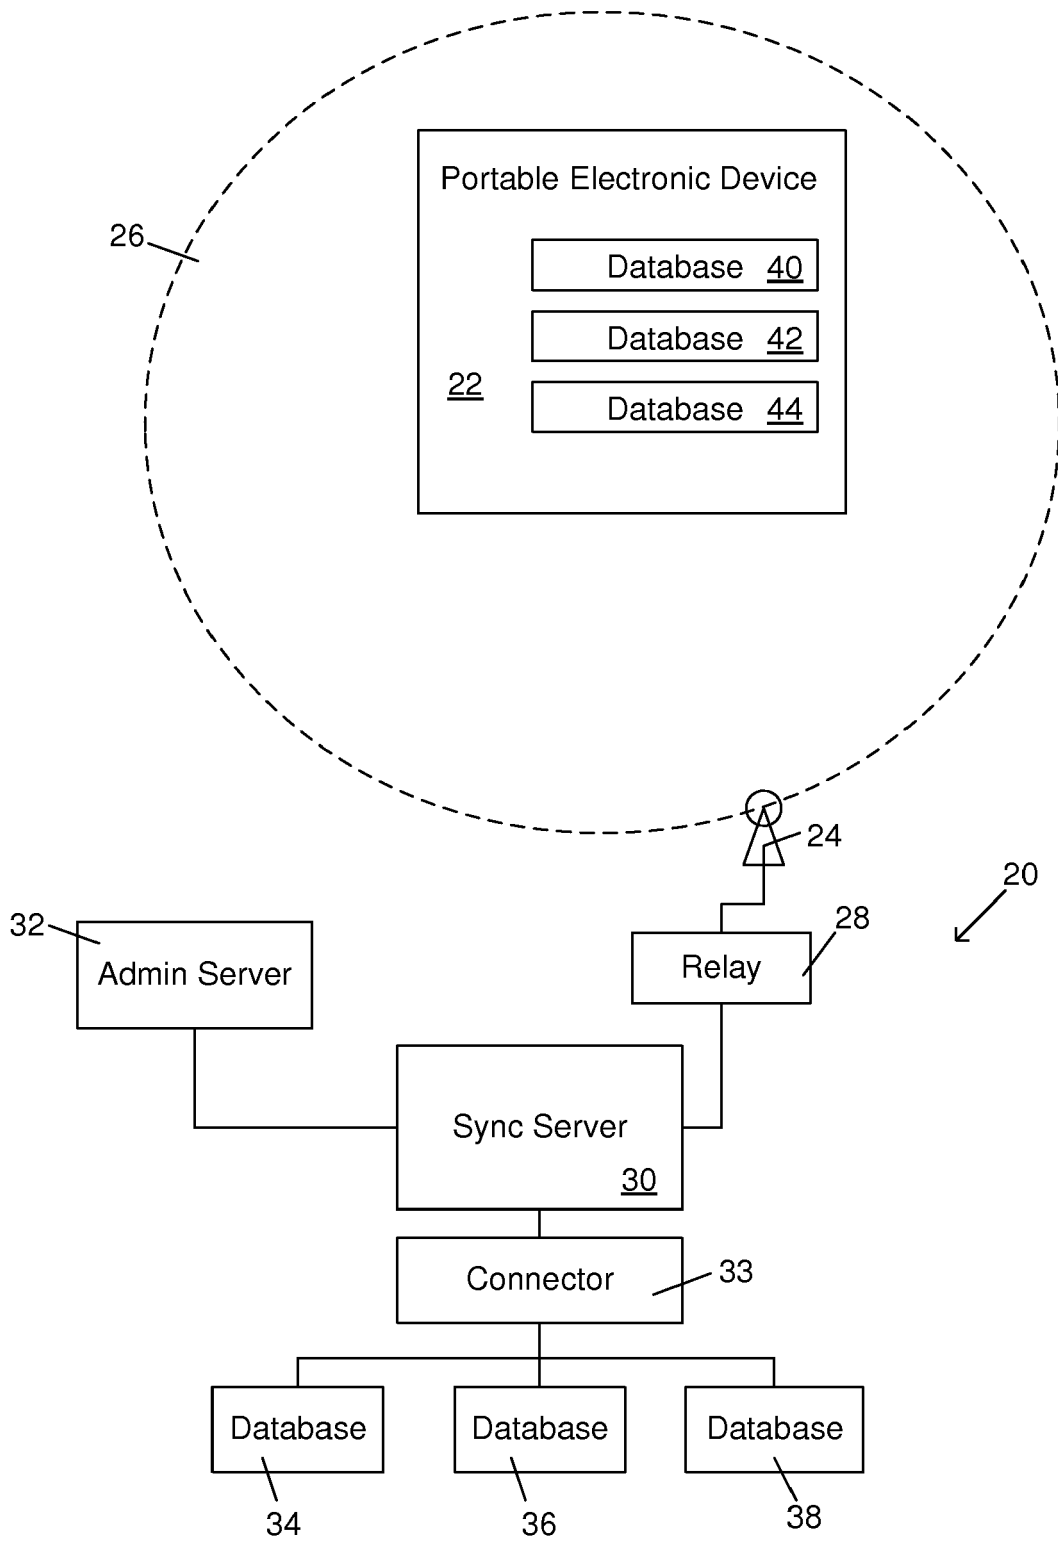 Portable Electronic Device
26
Database 40
Database 42
22
Database 44
24
20
32
28
Admin Server
Relay
Sync Server
30
Connector
33
Database
Database
Database
34
36
38